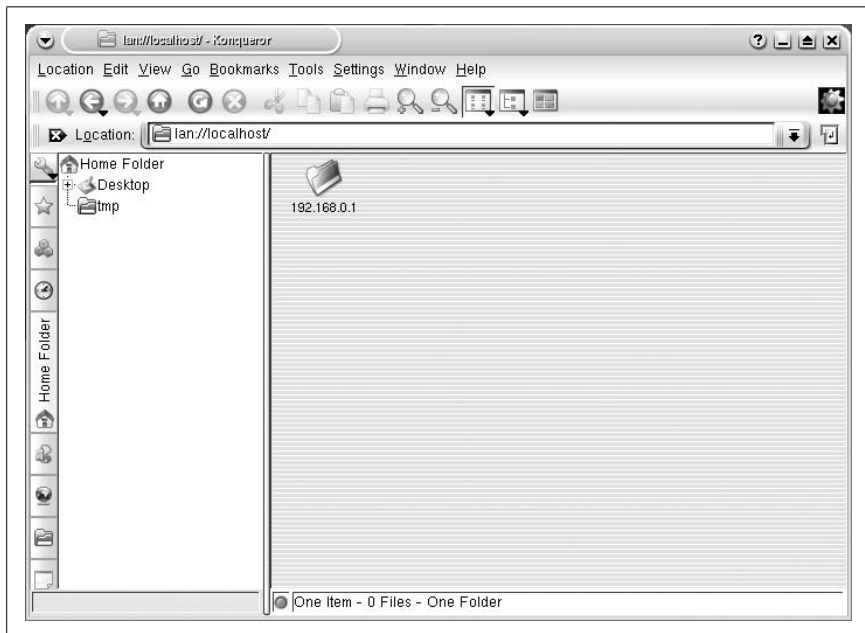 lan://localhost/ - Konqueror
Location Edit View Go Bookmarks Tools Settings Window Help
Location: lan://localhost/
Home Folder
Desktop
tmp
192.168.0.1
Home Folder
One Item - 0 Files - One Folder